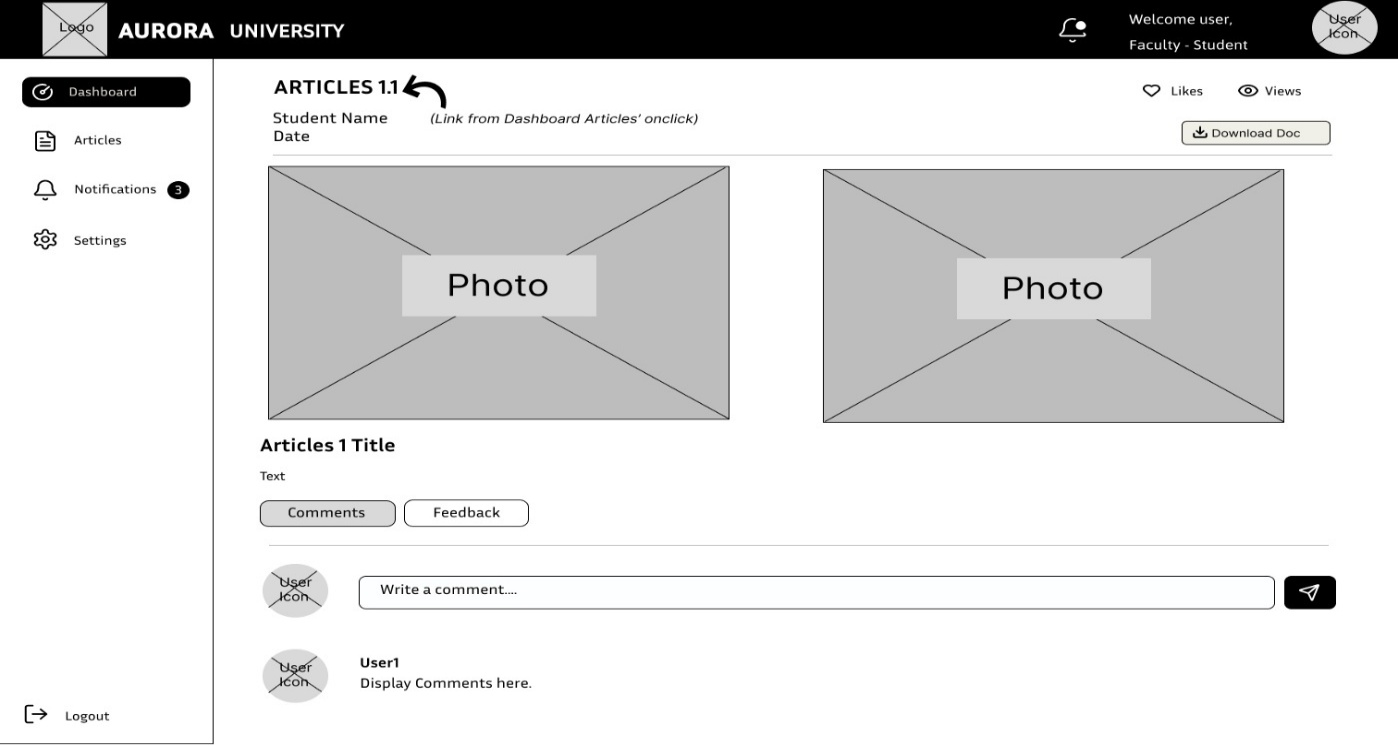 Logo
AURORA UNIVERSITY
Welcome user,
Faculty - Student
User
Icon
Dashboard
Articles
Notifications 3
Settings
Logout
ARTICLES 1.1
(Link from Dashboard Articles' onclick)
Student Name
Date
Likes
Views
Download Doc
Photo
Photo
Articles 1 Title
Text
Comments
Feedback
User
Icon
Write a comment....
User
Icon
User1
Display Comments here.